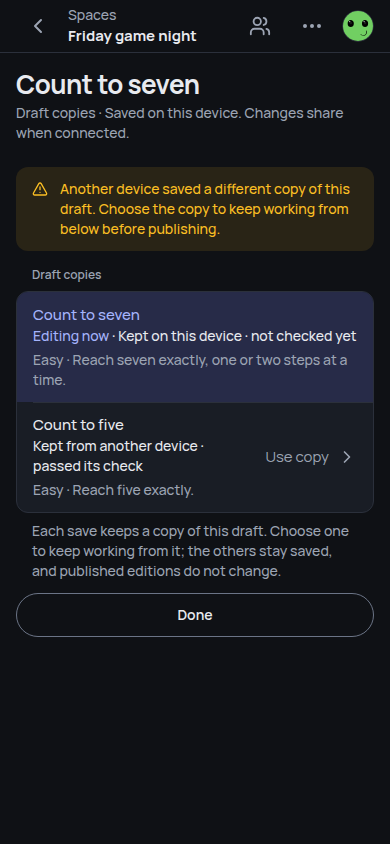 Spaces
Friday game night
Count to seven
Draft copies · Saved on this device. Changes share
when connected.
Another device saved a different copy of this
draft. Choose the copy to keep working from
below before publishing.
Draft copies
Count to seven
Editing now · Kept on this device · not checked yet
Easy · Reach seven exactly, one or two steps at a
time.
Count to five
Kept from another device ·
passed its check
Use copy
Easy · Reach five exactly.
Each save keeps a copy of this draft. Choose one
to keep working from it; the others stay saved,
and published editions do not change.
Done